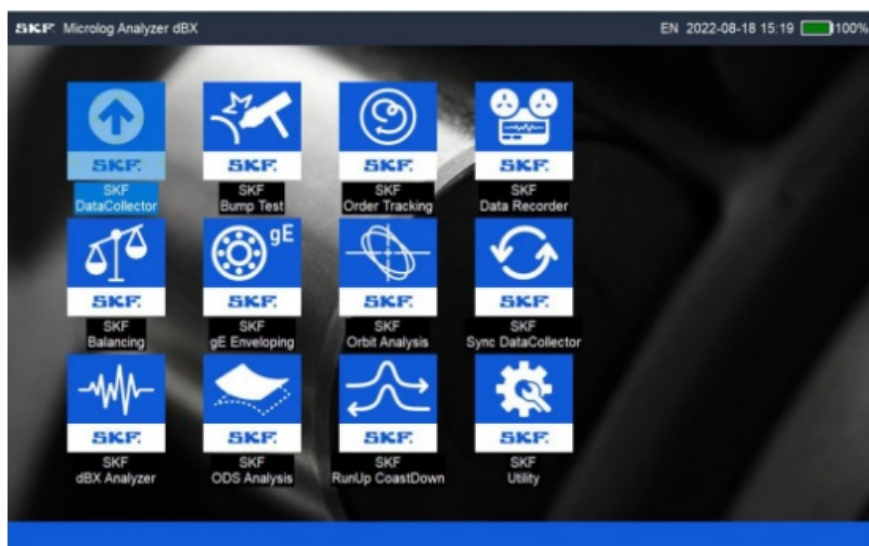 SKF Microlog Analyzer dBX EN 2022-08-18 15:19 100%
SKF SKF SKF SKF
SKF SKF SKF SKF
DataCollector Bump Test Order Tracking Data Recorder
gE
SKF SKF SKF SKF
SKF SKF SKF SKF
Balancing gE Enveloping Orbit Analysis Sync DataCollector
SKF SKF SKF SKF
SKF SKF SKF SKF
dBX Analyzer ODS Analysis RunUp CoastDown Utility